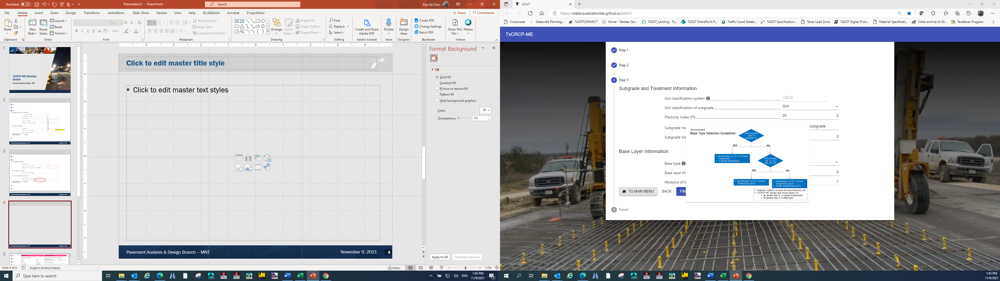 AutoSave Off
Presentation1 - PowerPoint
Search
Pan Gil Choi
File Home Insert Draw Design Transitions Animations Slide Show Review View Help BLUEBEAM Acrobat ProjectWise
Share Comments
Paste
Clipboard
New Slide
Reuse Slides
Layout
Reset
Section
Slides
20
Font
Text Direction
Align Text
Convert to SmartArt
Paragraph
Arrange
Quick Styles
Shape Fill
Shape Outline
Shape Effects
Drawing
Find
Replace
Select
Editing
Create and Share Adobe PDF
Adobe Acrobat
Dictate
Voice
Design Ideas
Designer
Create PDF
Change Settings
Batch PDF
Bluebeam
Share This File
Webex
Webex
1
TxCRCP-ME Interface
Review
Pavement Analysis & Design – MNT
2
3
4
5
Click to edit master title style
Click to edit master text styles
Pavement Analysis & Design Branch – MNT
November 9, 2021
4
Format Background
Fill
Solid fill
Gradient fill
Picture or texture fill
Pattern fill
Hide background graphics
Color
Transparency 0%
Apply to All
Reset Background
Slide 4 of 6
English (United States)
Notes
110%
Type here to search
ENG
1:45 PM
11/9/2021
txDoT
https://idatavisualizationlab.github.io/txDoT/
Crossroads
Statewide Planning...
TxDOTCONNECT
Home - Tableau Ser...
TxDOT_Landing - Tx...
TxDOT SharePoint P...
Traffic Count Datab...
TxDOT Specification...
Texas Load Zone
TxDOT Digital Print...
Material Specificati...
Video archive of 20...
Texa$aver Program
TxCRCP-ME
Step 1
Step 2
3 Step 3
Subgrade and Treatment Information
Soil classification system
USCS
Soil classification of subgrade
GW
Plasticity Index (PI)
20
Subgrade tre
subgrade
Subgrade tre
Base Layer Information
Base type
Base layer thi
Modulus of b
TO MAIN MENU
BACK
FIN
4 Result
Recommended
Base Type Selection Guidelines
Is the plasticity
index of
subgrade <15
YES
NO
Bond Breaker (≥1.0") + 6" Cement
Treated Base
4" Hot Mix Asphalt Base
Is the soil type
ML, CL, OL,
MH, CH, OH
YES
NO
Bond Breaker (≥1.0") + Cement
Treated Base (≥6.0")
Bond Breaker (≥1.0") + Cement
Treated Base (≥6.0")
Hot Mix Asphalt Base (≥4.0")
Engineer is able to increase the base thickness, but
TxCRCP-ME design input should always be
No greater than 6" in cement treated base
No greater than 4" in HMA base
1:45 PM
11/9/2021